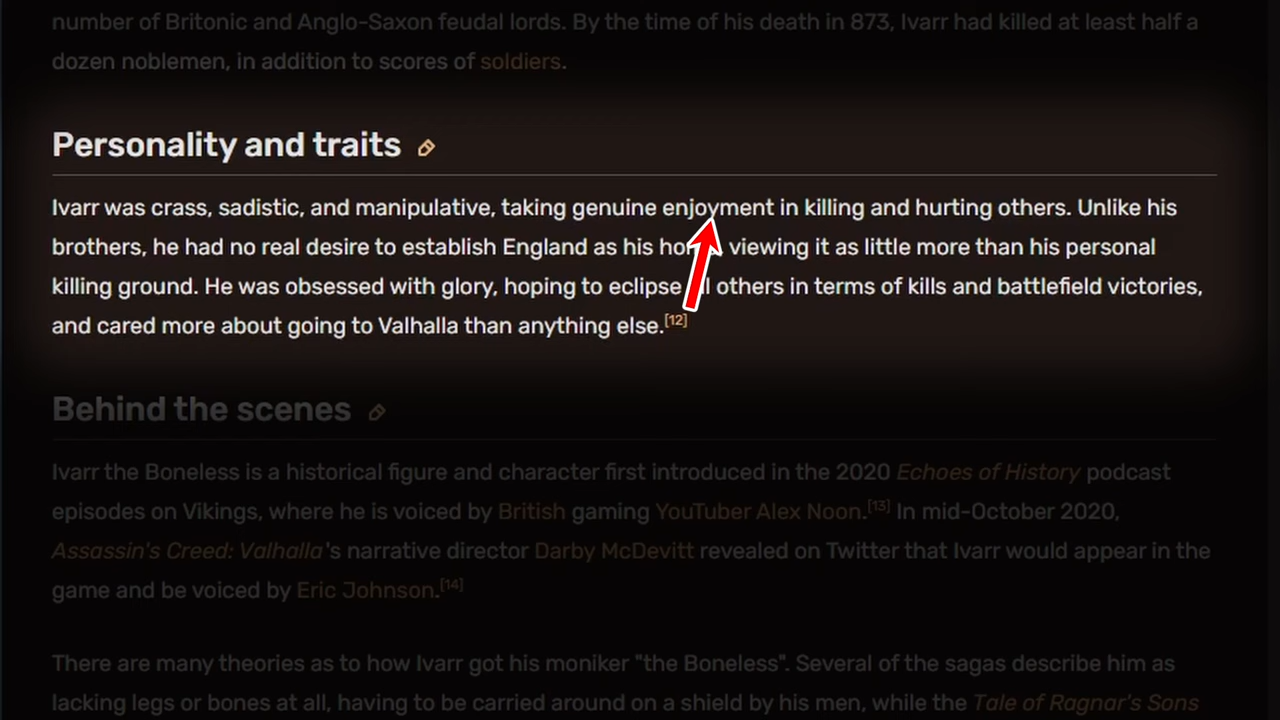 number of Britonic and Anglo-Saxon feudal lords. By the time of his death in 873, Ivarr had killed at least half a
dozen noblemen, in addition to scores of soldiers.
Personality and traits
Ivarr was crass, sadistic, and manipulative, taking genuine enjoyment in killing and hurting others. Unlike his
brothers, he had no real desire to establish England as his viewing it as little more than his personal
killing ground. He was obsessed with glory, hoping to eclipse others in terms of kills and battlefield victories,
and cared more about going to Valhalla than anything else.[12]
Behind the scenes
Ivarr the Boneless is a historical figure and character first introduced in the 2020 Echoes of History podcast
episodes on Vikings, where he is voiced by British gaming YouTuber Alex Noon.[13] In mid-October 2020,
Assassin's Creed: Valhalla's narrative director Darby McDevitt revealed on Twitter that Ivarr would appear in the
game and be voiced by Eric Johnson.[14]
There are many theories as to how Ivarr got his moniker "the Boneless". Several of the sagas describe him as
lacking legs or bones at all, having to be carried around on a shield by his men, while the Tale of Ragnar's Sons